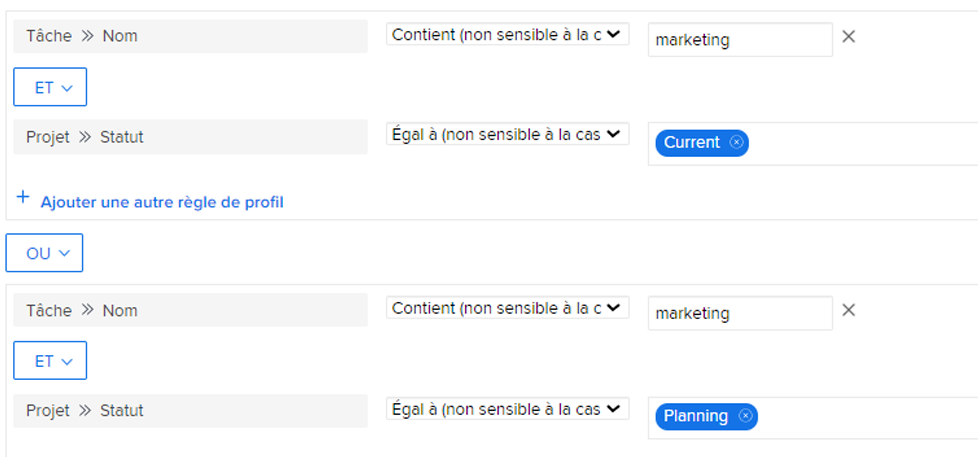 Tâche >> Nom Contient (non sensible à la c marketing
ET
Projet >> Statut Égal à (non sensible à la cas Current
+ Ajouter une autre règle de profil
OU
Tâche >> Nom Contient (non sensible à la c marketing
ET
Projet >> Statut Égal à (non sensible à la cas Planning